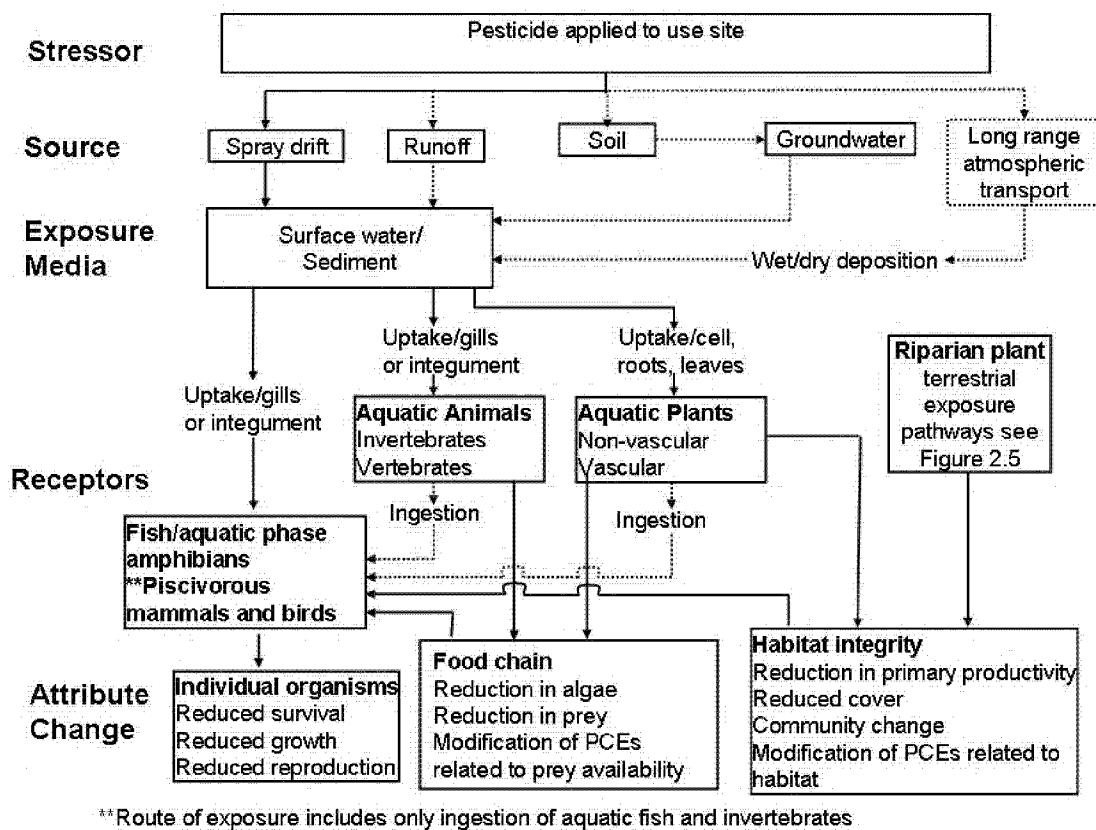 Stressor
Pesticide applied to use site
Source
Spray drift
Runoff
Soil
Groundwater
Long range
atmospheric
transport
Exposure
Media
Surface water/
Sediment
Wet/dry deposition
Uptake/gills
or integument
Uptake/gills
or integument
Uptake/cell,
roots, leaves
Riparian plant
terrestrial
exposure
pathways see
Figure 2.5
Receptors
Aquatic Animals
Invertebrates
Vertebrates
Aquatic Plants
Non-vascular
Vascular
Ingestion
Ingestion
Fish/aquatic phase
amphibians
**Piscivorous
mammals and birds
Attribute
Change
Individual organisms
Reduced survival
Reduced growth
Reduced reproduction
Food chain
Reduction in algae
Reduction in prey
Modification of PCEs
related to prey availability
Habitat integrity
Reduction in primary productivity
Reduced cover
Community change
Modification of PCEs related to
habitat
**Route of exposure includes only ingestion of aquatic fish and invertebrates